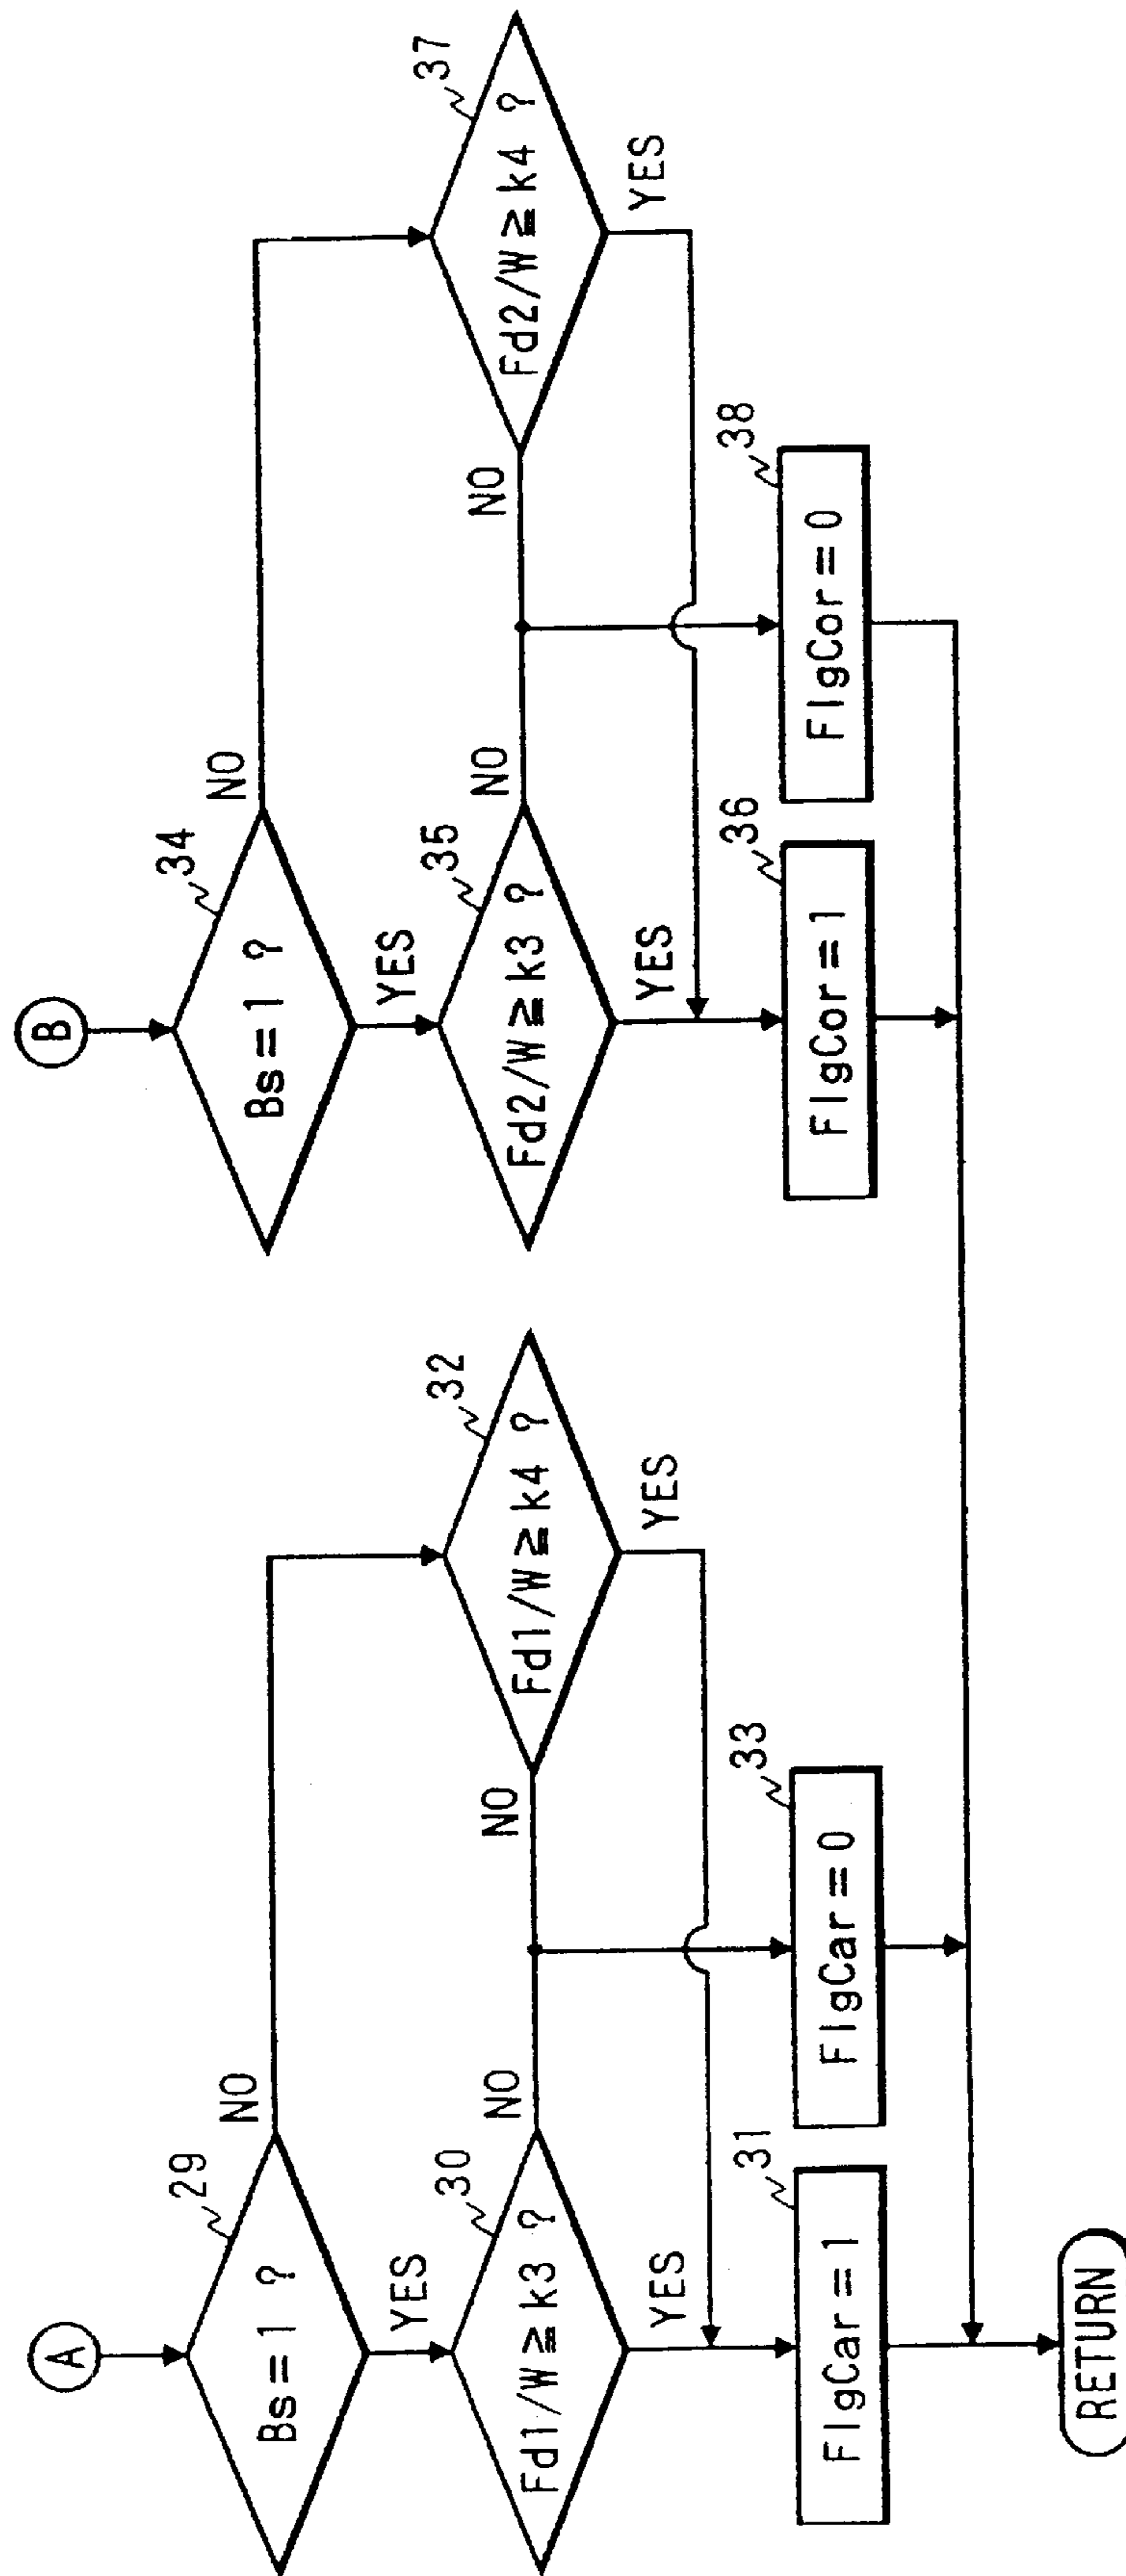 A
29
Bs=1 ?
NO
YES
30
Fd1/W≧k3 ?
NO
YES
32
Fd1/W≧k4 ?
NO
YES
31
FlgCar=1
33
FlgCar=0
B
34
Bs=1 ?
NO
YES
35
Fd2/W≧k3 ?
NO
YES
37
Fd2/W≧k4 ?
NO
YES
36
FlgCor=1
38
FlgCor=0
RETURN